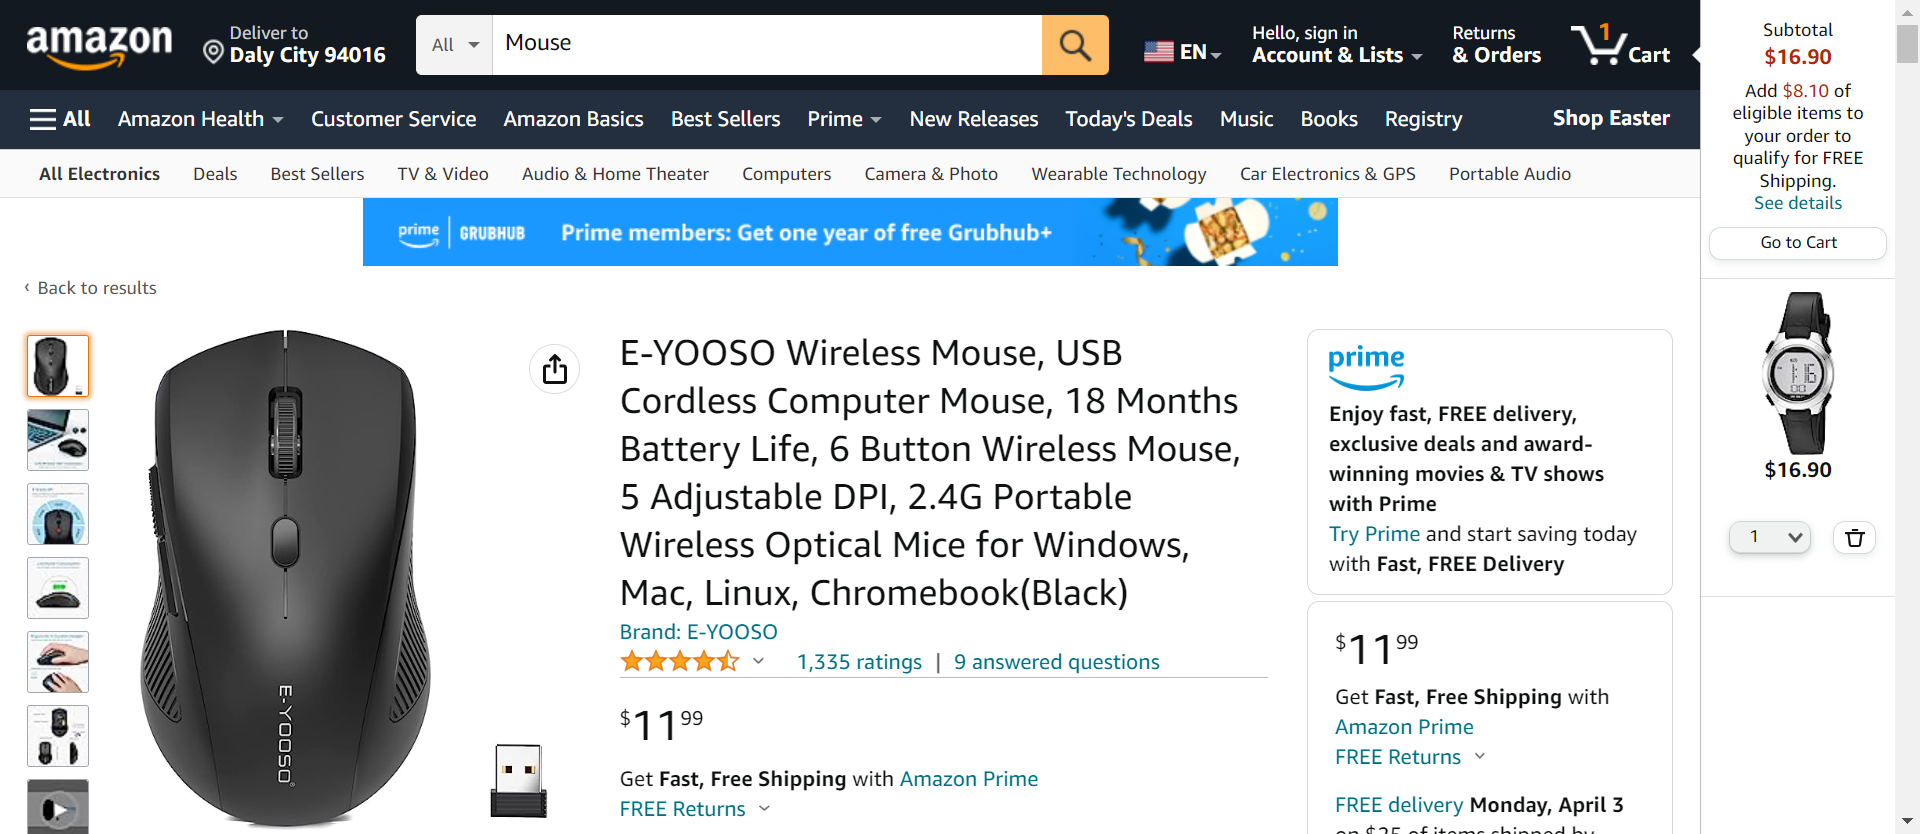 amazon
Deliver to
Daly City 94016
All
Mouse
EN
Hello, sign in
Account & Lists
Returns
& Orders
1
Cart
All
Amazon Health
Customer Service
Amazon Basics
Best Sellers
Prime
New Releases
Today's Deals
Music
Books
Registry
Shop Easter
All Electronics
Deals
Best Sellers
TV & Video
Audio & Home Theater
Computers
Camera & Photo
Wearable Technology
Car Electronics & GPS
Portable Audio
prime
GRUBHUB
Prime members: Get one year of free Grubhub+
‹ Back to results
E-YOOSO
E-YOOSO Wireless Mouse, USB
Cordless Computer Mouse, 18 Months
Battery Life, 6 Button Wireless Mouse,
5 Adjustable DPI, 2.4G Portable
Wireless Optical Mice for Windows,
Mac, Linux, Chromebook(Black)
Brand: E-YOOSO
1,335 ratings | 9 answered questions
$11 99
Get Fast, Free Shipping with Amazon Prime
FREE Returns
prime
Enjoy fast, FREE delivery,
exclusive deals and award-
winning movies & TV shows
with Prime
Try Prime and start saving today
with Fast, FREE Delivery
$11 99
Get Fast, Free Shipping with
Amazon Prime
FREE Returns
FREE delivery Monday, April 3
on $25 of items shipped by
Subtotal
$16.90
Add $8.10 of
eligible items to
your order to
qualify for FREE
Shipping.
See details
Go to Cart
1:16
$16.90
1